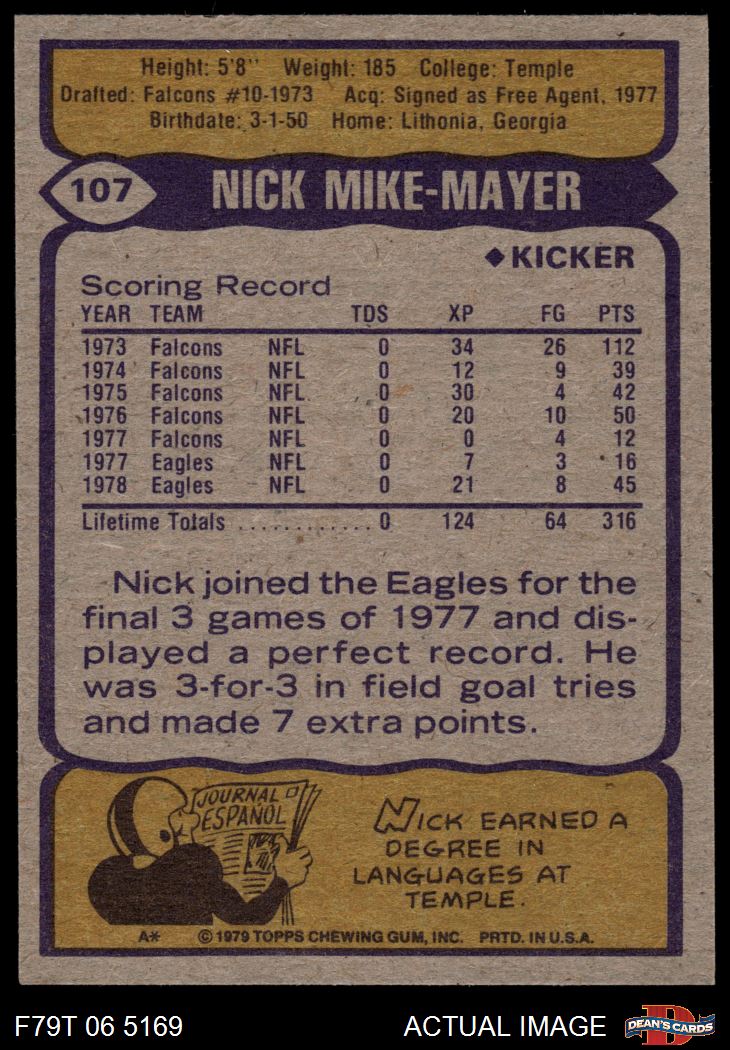 Height: 5'8" Weight: 185 College: Temple
Drafted: Falcons #10-1973 Acq: Signed as Free Agent, 1977
Birthdate: 3-1-50 Home: Lithonia, Georgia
107 NICK MIKE-MAYER
◆KICKER
Scoring Record
YEAR TEAM TDS XP FG PTS
1973 Falcons NFL 0 34 26 112
1974 Falcons NFL 0 12 9 39
1975 Falcons NFL 0 30 4 42
1976 Falcons NFL 0 20 10 50
1977 Falcons NFL 0 0 4 12
1977 Eagles NFL 0 7 3 16
1978 Eagles NFL 0 21 8 45
Lifetime Totals ............ 0 124 64 316
Nick joined the Eagles for the
final 3 games of 1977 and dis-
played a perfect record. He
was 3-for-3 in field goal tries
and made 7 extra points.
JOURNAL
ESPAÑOL
NICK EARNED A
DEGREE IN
LANGUAGES AT
TEMPLE.
A* © 1979 TOPPS CHEWING GUM, INC. PRTD. IN U.S.A.
F79T 06 5169 ACTUAL IMAGE D DEAN'S CARDS